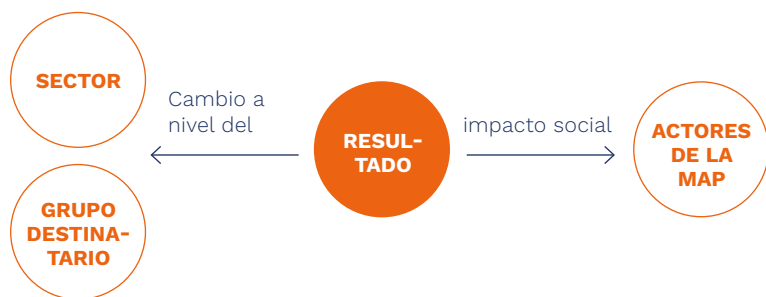 SECTOR
Cambio a
nivel del
RESUL-
TADO
impacto social
ACTORES
DE LA
MAP
GRUPO
DESTINA-
TARIO